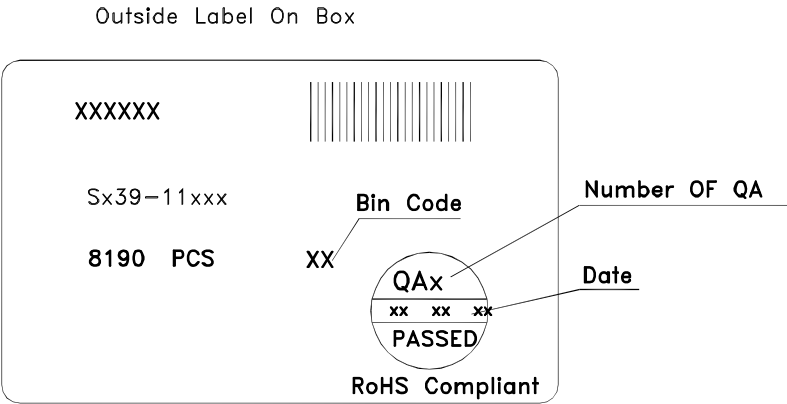 Outside Label On Box
XXXXXX
Sx39-11xxx
Bin Code
Number OF QA
8190 PCS
XX
QAx
Date
xx xx xx
PASSED
RoHS Compliant